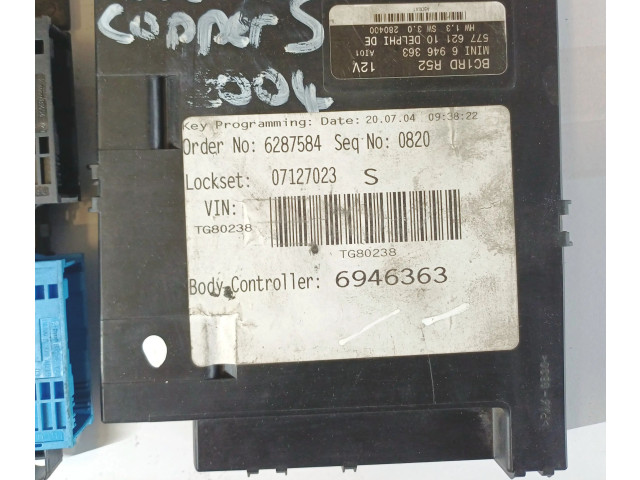 COOPER S
2004
BC1RD R52
MINI 6 946 363
577 621 10 DELPHI DE
HW 1.3 SW 3.0 280400
12V
AI01
Key Programming: Date: 20.07.04 09:38:22
Order No: 6287584 Seq No: 0820
Lockset: 07127023 S
VIN:
TG80238
TG80238
Body Controller: 6946363